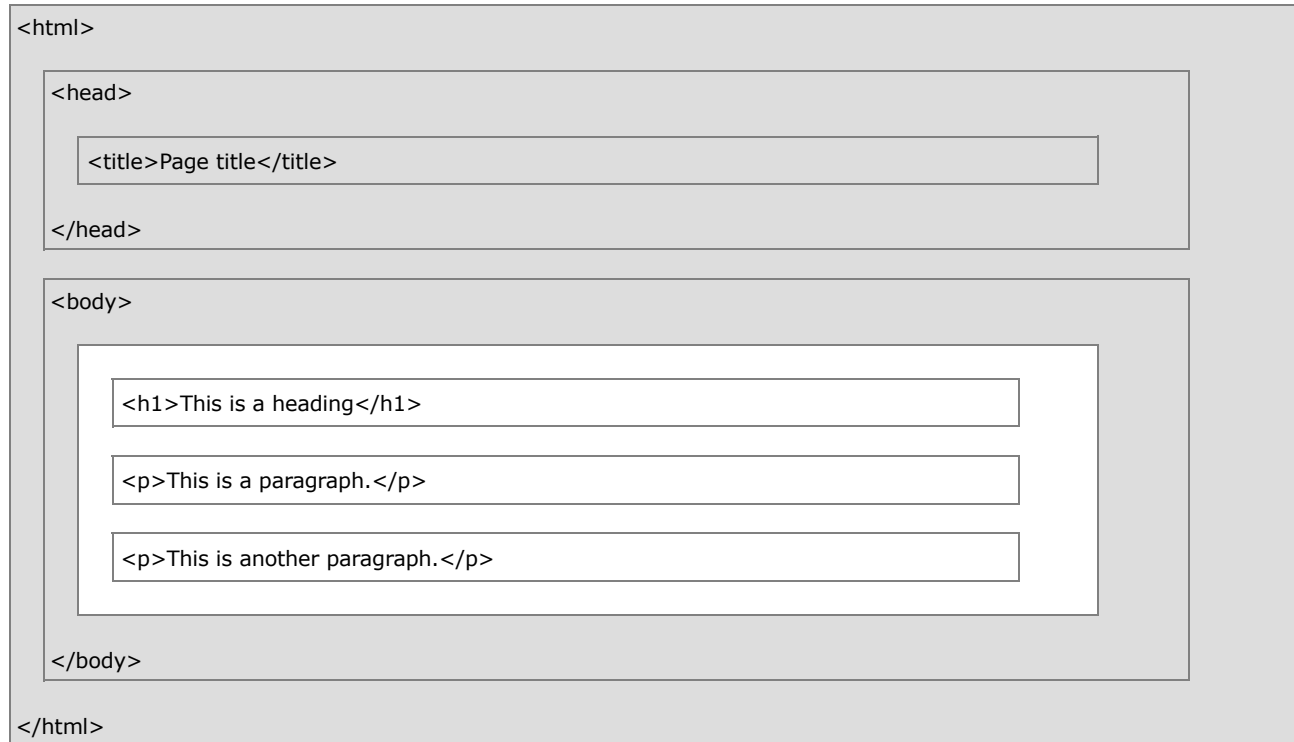 <html>
<head>
<title>Page title</title>
</head>
<body>
<h1>This is a heading</h1>
<p>This is a paragraph.</p>
<p>This is another paragraph.</p>
</body>
</html>